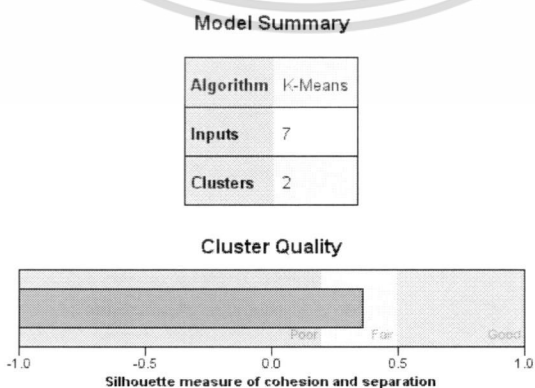 Model Summary
Algorithm K-Means
Inputs 7
Clusters 2
Cluster Quality
Poor Fair Good
-1.0 -0.5 0.0 0.5 1.0
Silhouette measure of cohesion and separation